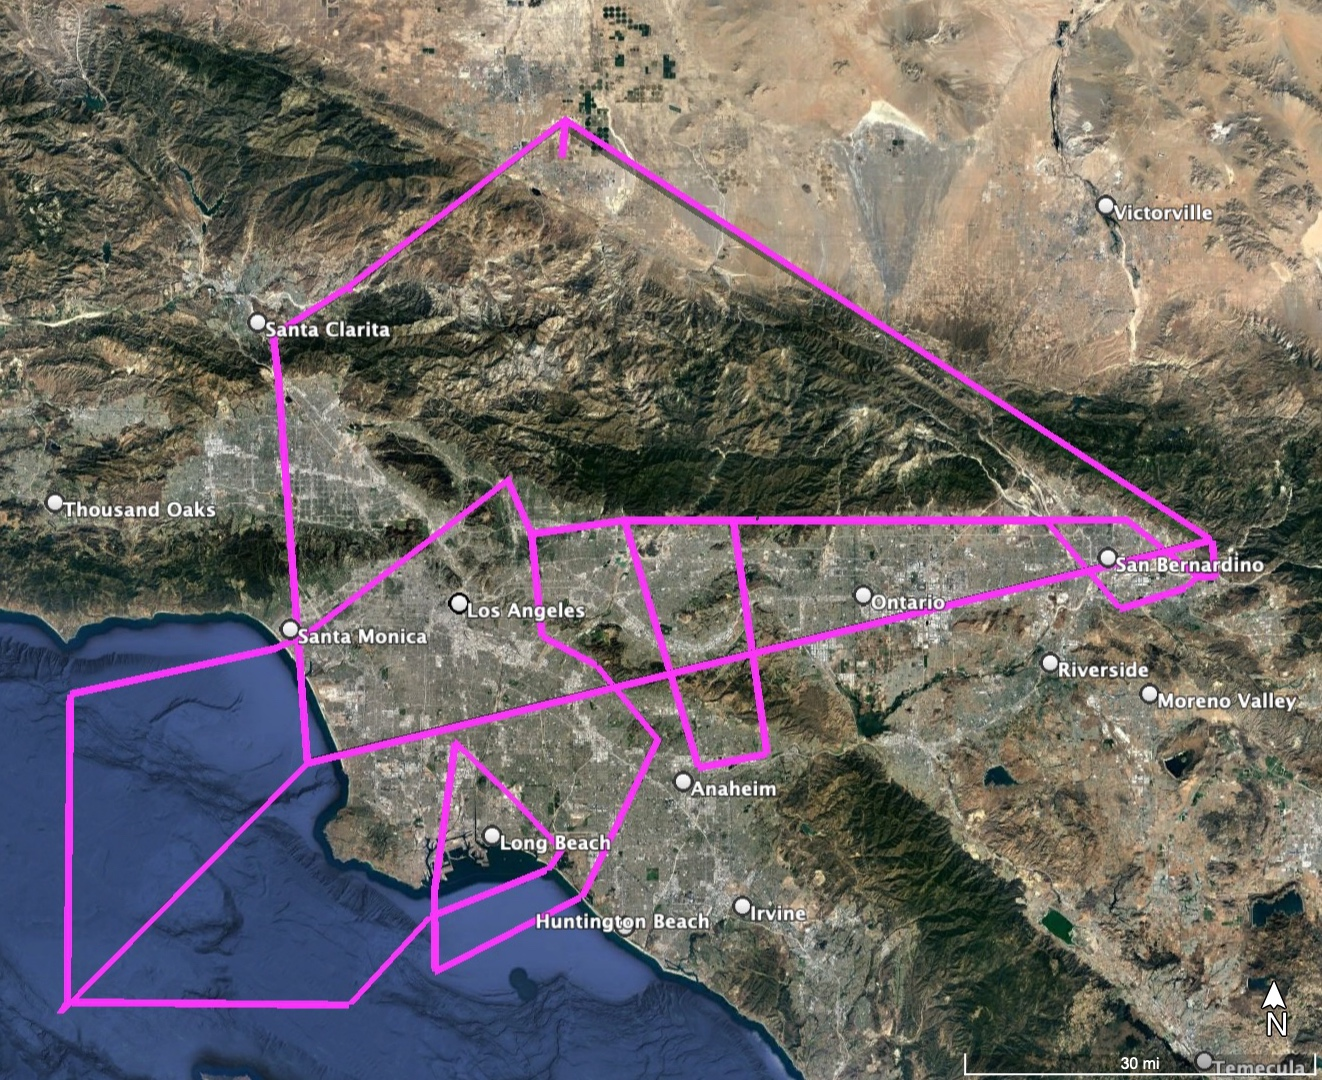 Victorville
Santa Clarita
Thousand Oaks
San Bernardino
Los Angeles
Ontario
Santa Monica
Riverside
Moreno Valley
Anaheim
Long Beach
Huntington Beach
Irvine
N
30 mi
Temecula